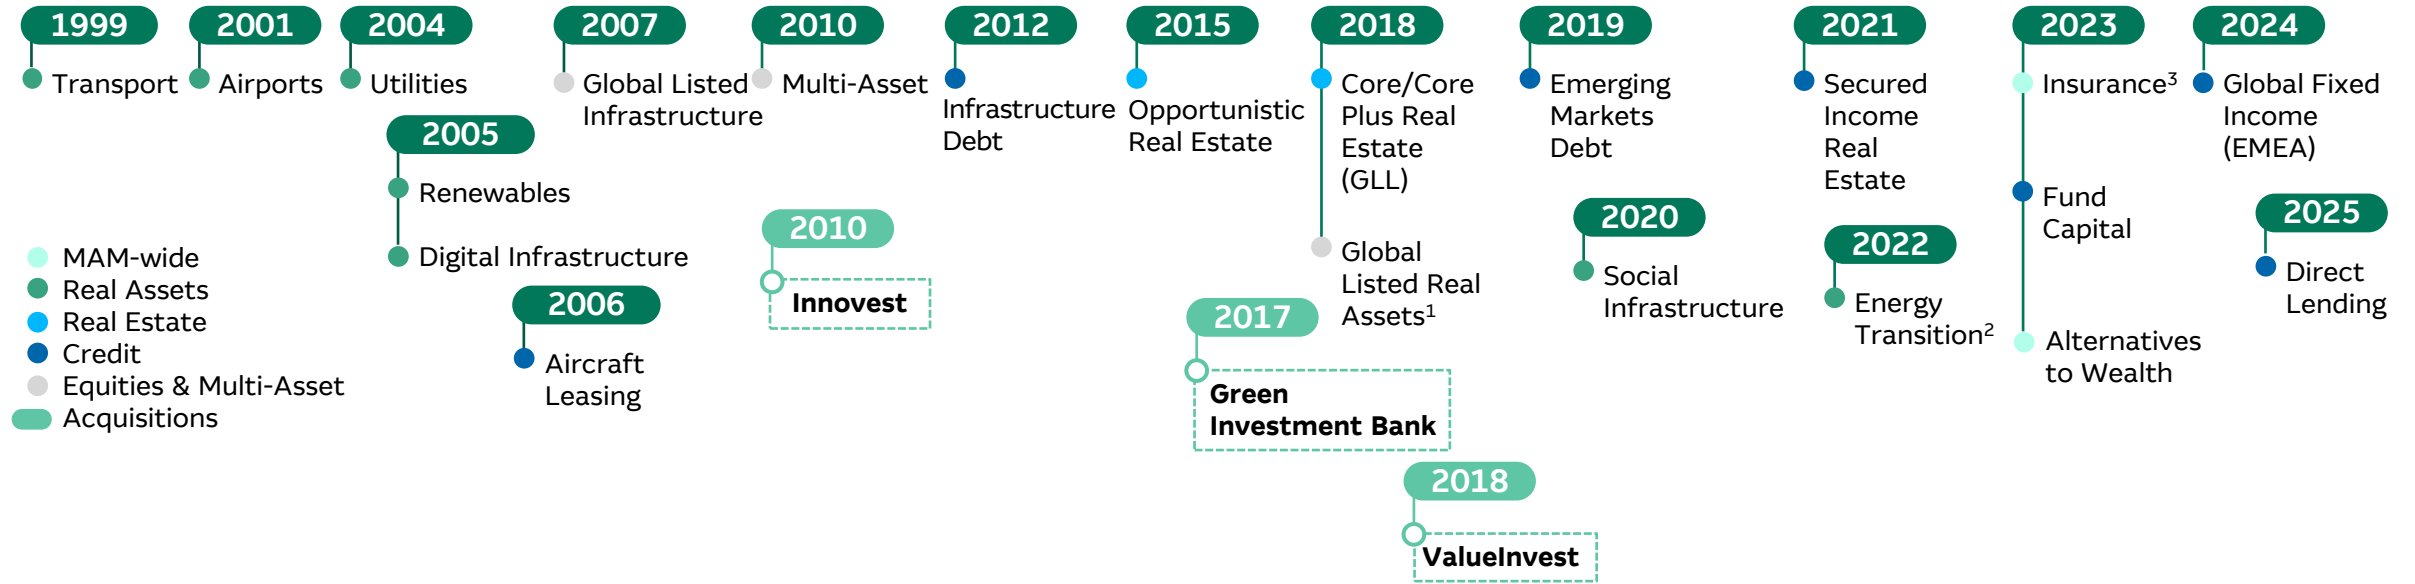 1999
Transport
2001
Airports
2004
Utilities
2005
Renewables
Digital Infrastructure
2006
Aircraft
Leasing
2007
Global Listed
Infrastructure
2010
Multi-Asset
2010
Innovest
2012
Infrastructure
Debt
2015
Opportunistic
Real Estate
2017
Green
Investment Bank
2018
Core/Core
Plus Real
Estate
(GLL)
Global
Listed Real
Assets¹
2018
ValueInvest
2019
Emerging
Markets
Debt
2020
Social
Infrastructure
2021
Secured
Income
Real
Estate
2022
Energy
Transition²
2023
Insurance³
Fund
Capital
Alternatives
to Wealth
2024
Global Fixed
Income
(EMEA)
2025
Direct
Lending
MAM-wide
Real Assets
Real Estate
Credit
Equities & Multi-Asset
Acquisitions